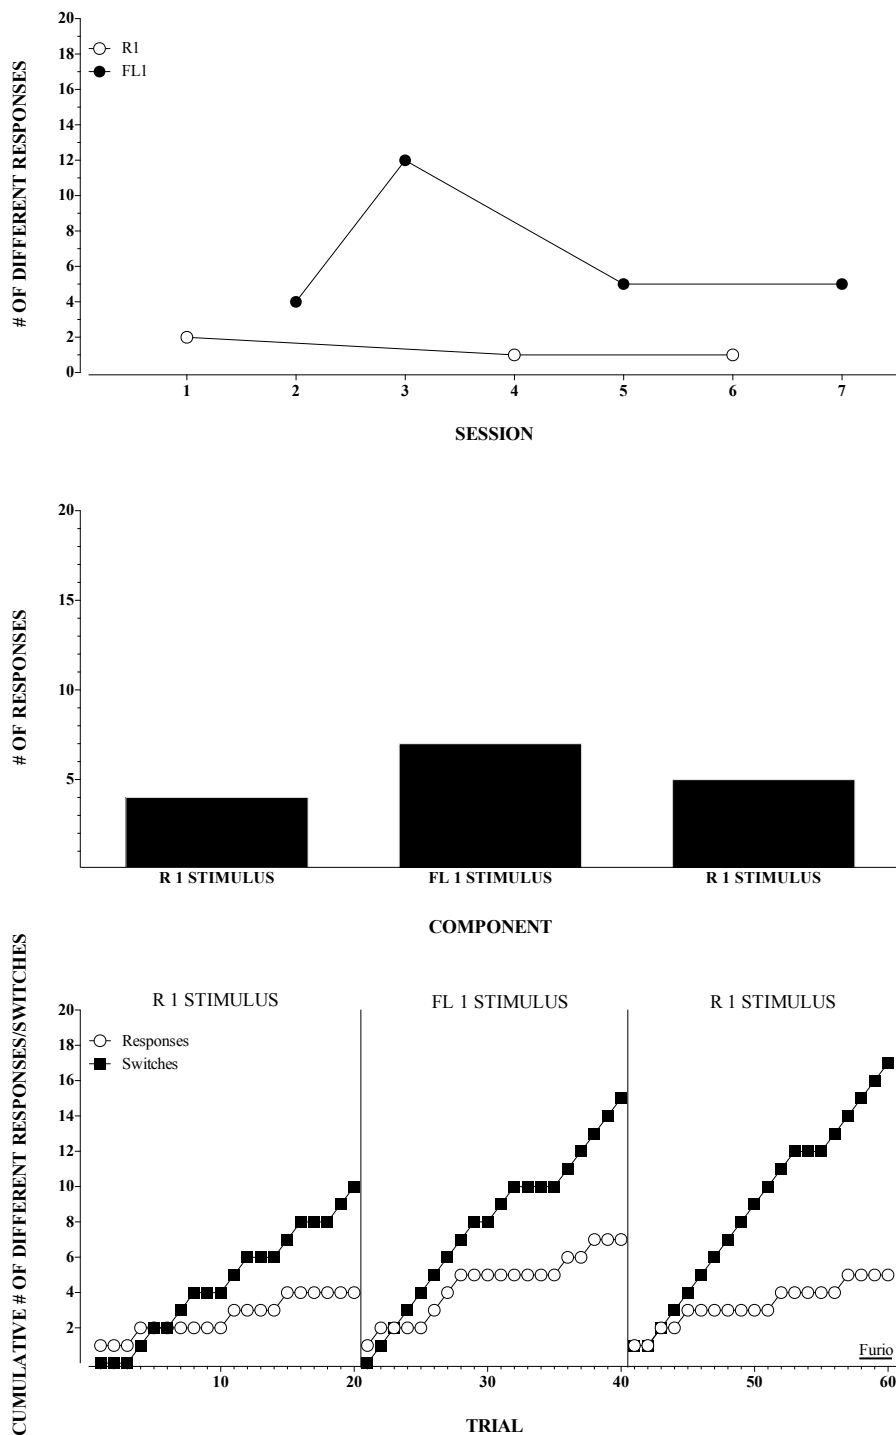 # OF DIFFERENT RESPONSES
20
18
16
14
12
10
8
6
4
2
0
R1
FL1
1 2 3 4 5 6 7
SESSION
# OF RESPONSES
20
15
10
5
R 1 STIMULUS FL 1 STIMULUS R 1 STIMULUS
COMPONENT
CUMULATIVE # OF DIFFERENT RESPONSES/SWITCHES
R 1 STIMULUS FL 1 STIMULUS R 1 STIMULUS
20
18
16
14
12
10
8
6
4
2
Responses
Switches
Furio
10 20 30 40 50 60
TRIAL